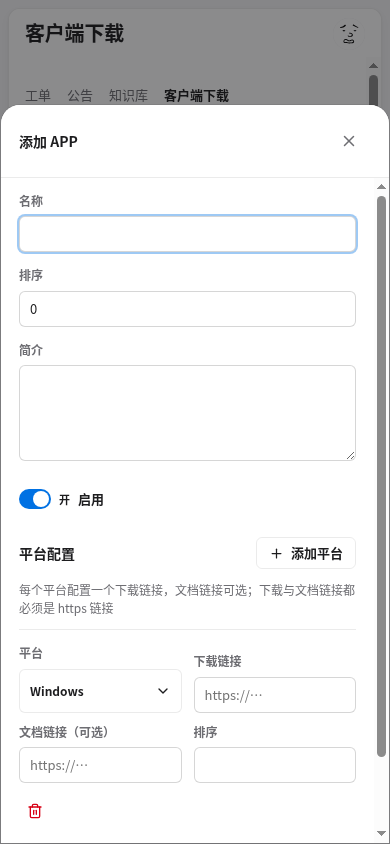 客户端下载
工单 公告 知识库 客户端下载
添加 APP
名称
排序
0
简介
开 启用
平台配置
添加平台
每个平台配置一个下载链接，文档链接可选；下载与文档链接都
必须是 https 链接
平台
下载链接
Windows
https://…
文档链接（可选）
排序
https://…